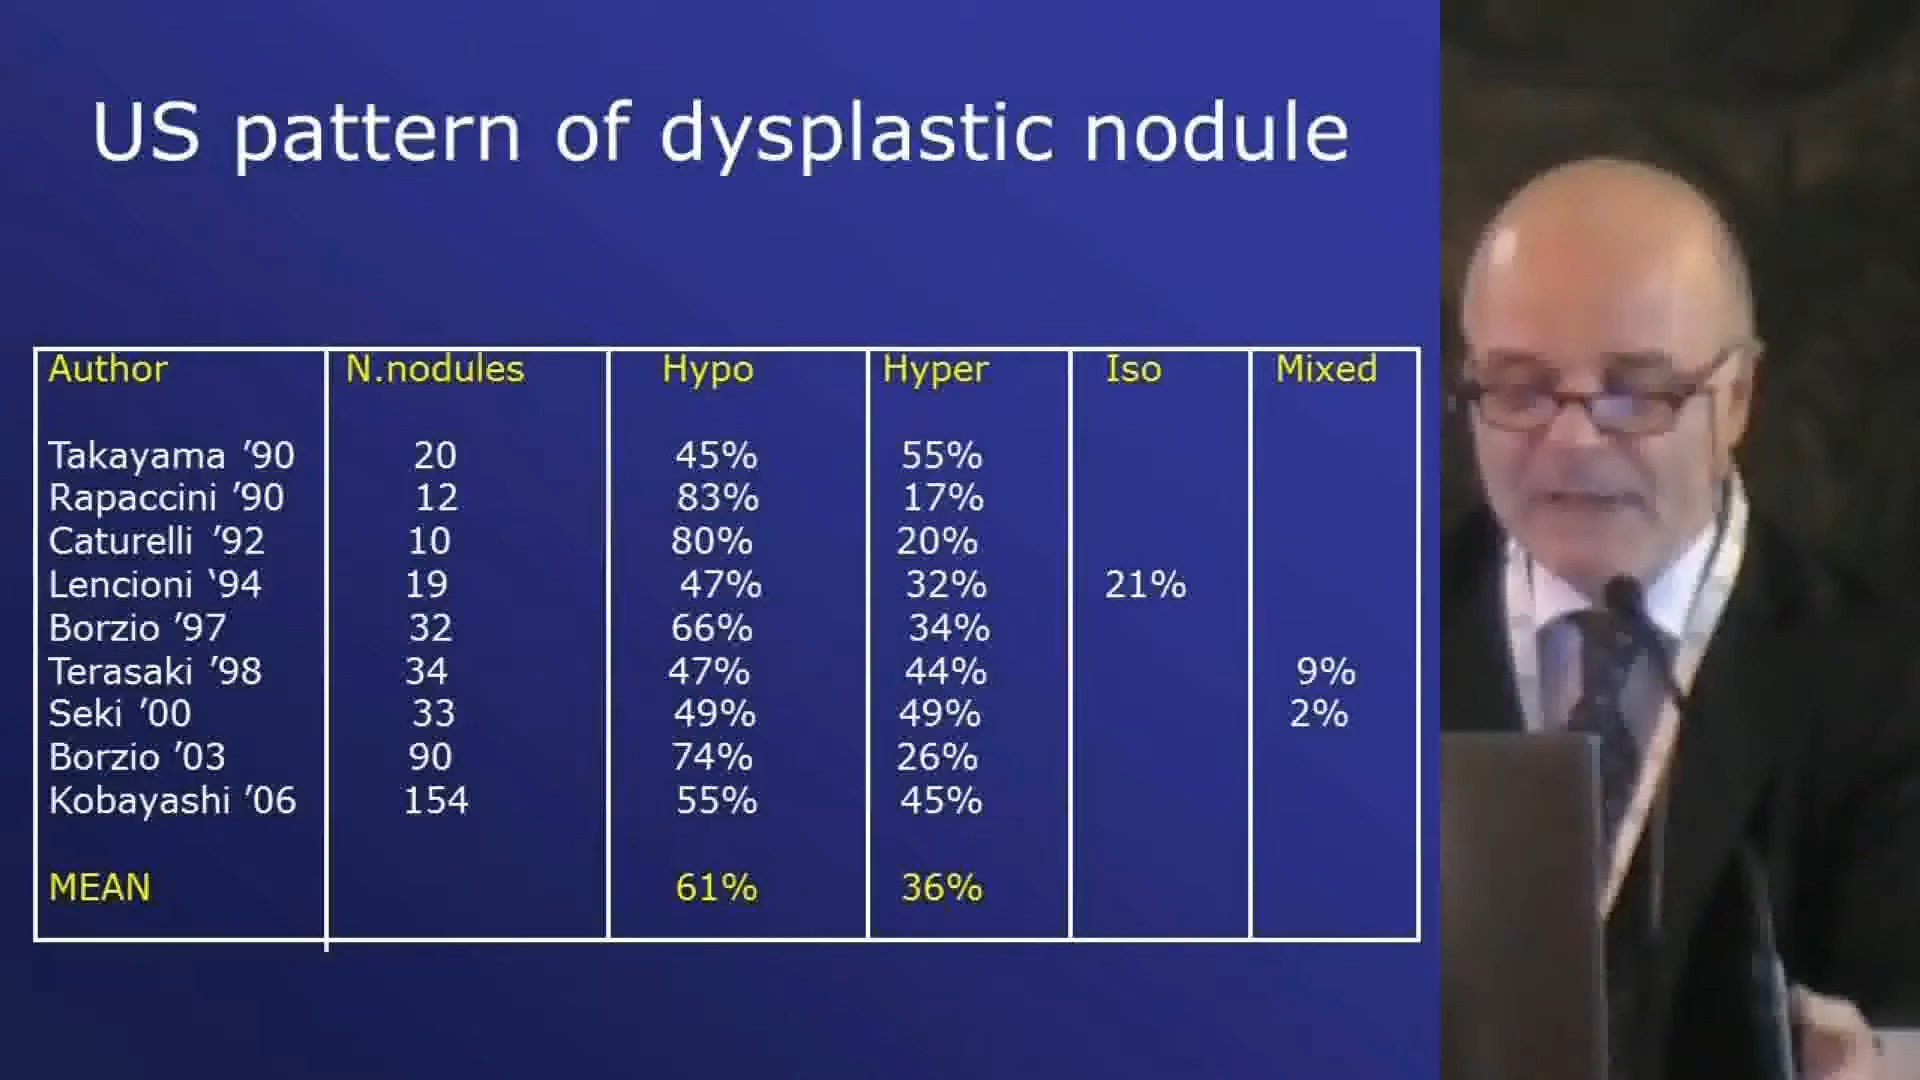 US pattern of dysplastic nodule
Author N.nodules Hypo Hyper Iso Mixed
Takayama ’90 20 45% 55%
Rapaccini ’90 12 83% 17%
Caturelli ’92 10 80% 20%
Lencioni ‘94 19 47% 32% 21%
Borzio ’97 32 66% 34%
Terasaki ’98 34 47% 44% 9%
Seki ’00 33 49% 49% 2%
Borzio ’03 90 74% 26%
Kobayashi ’06 154 55% 45%
MEAN 61% 36%